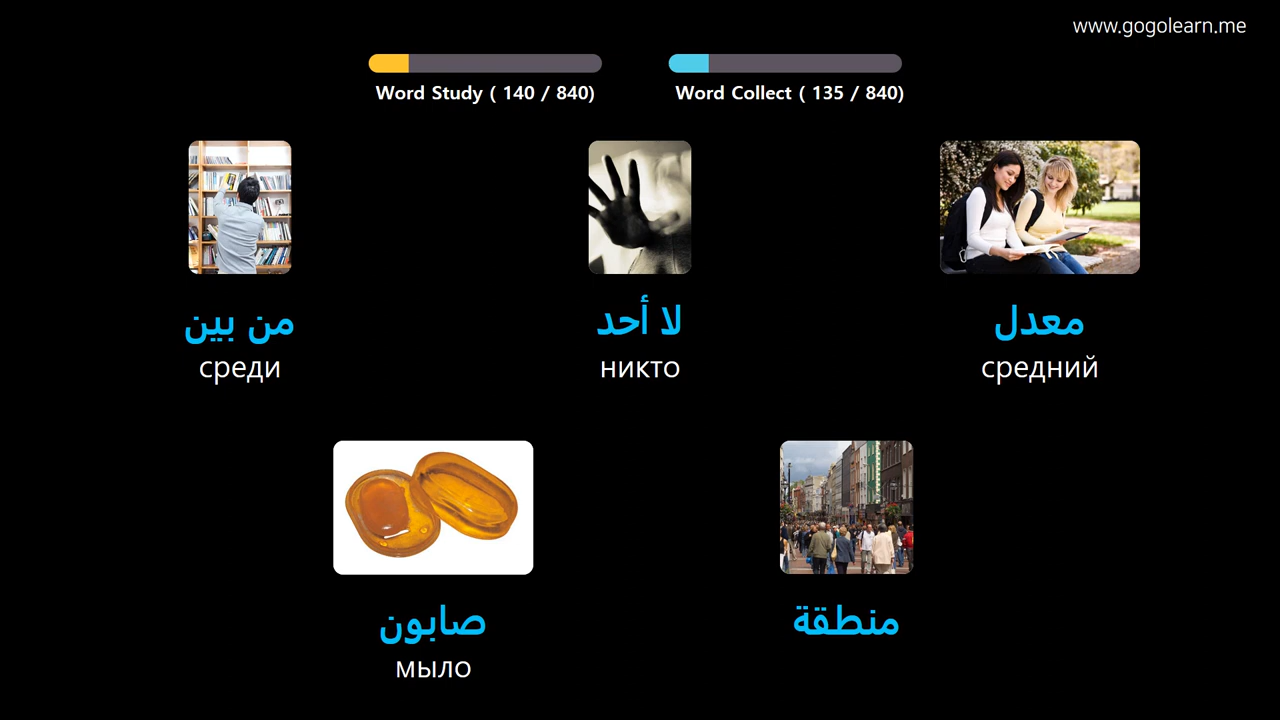 www.gogolearn.me
Word Study ( 140 / 840)
Word Collect ( 135 / 840)
من بين
среди
لا أحد
никто
معدل
средний
صابون
мыло
منطقة